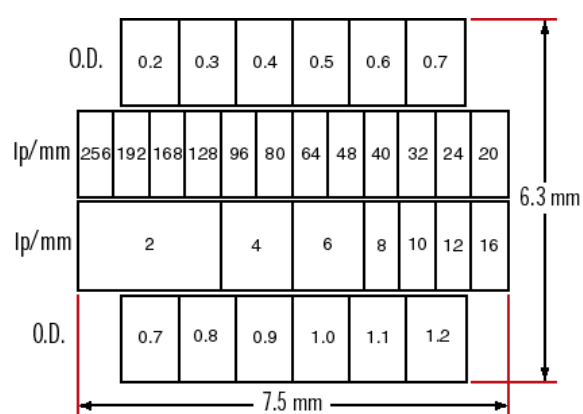 O.D. 0.2 0.3 0.4 0.5 0.6 0.7
lp/mm 256 192 168 128 96 80 64 48 40 32 24 20
6.3 mm
lp/mm 2 4 6 8 10 12 16
O.D. 0.7 0.8 0.9 1.0 1.1 1.2
7.5 mm